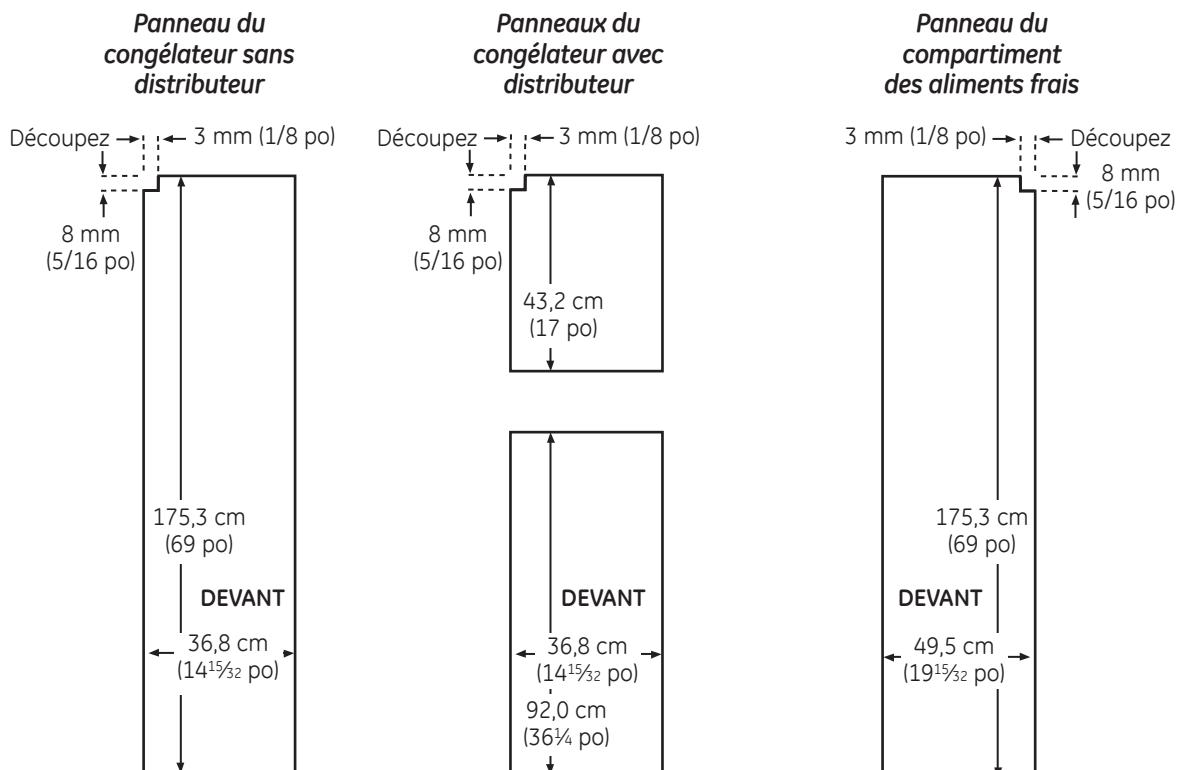 Panneau du
congélateur sans
distributeur
Découpez
3 mm (1/8 po)
8 mm
(5/16 po)
175,3 cm
(69 po)
DEVANT
36,8 cm
(14 15/32 po)
Panneaux du
congélateur avec
distributeur
Découpez
3 mm (1/8 po)
8 mm
(5/16 po)
43,2 cm
(17 po)
DEVANT
36,8 cm
(14 15/32 po)
92,0 cm
(36 1/4 po)
Panneau du
compartiment
des aliments frais
3 mm (1/8 po)
Découpez
8 mm
(5/16 po)
175,3 cm
(69 po)
DEVANT
49,5 cm
(19 15/32 po)